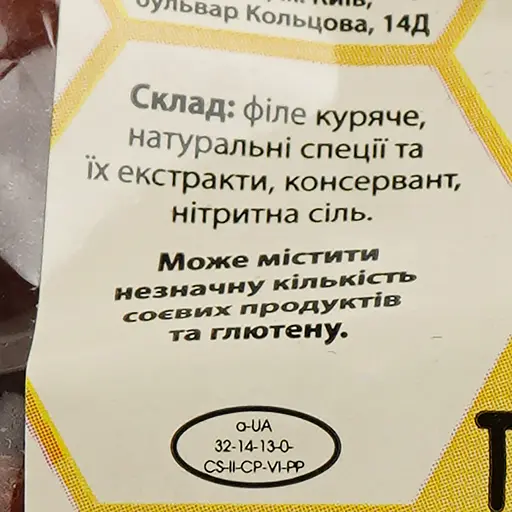 бульвар Кольцова, 14Д
Склад: філе куряче,
натуральні спеції та
їх екстракти, консервант,
нітритна сіль.
Може містити
незначну кількість
соєвих продуктів
та глютену.
a-UA
32-14-13-0-
CS-II-CP-VI-PP